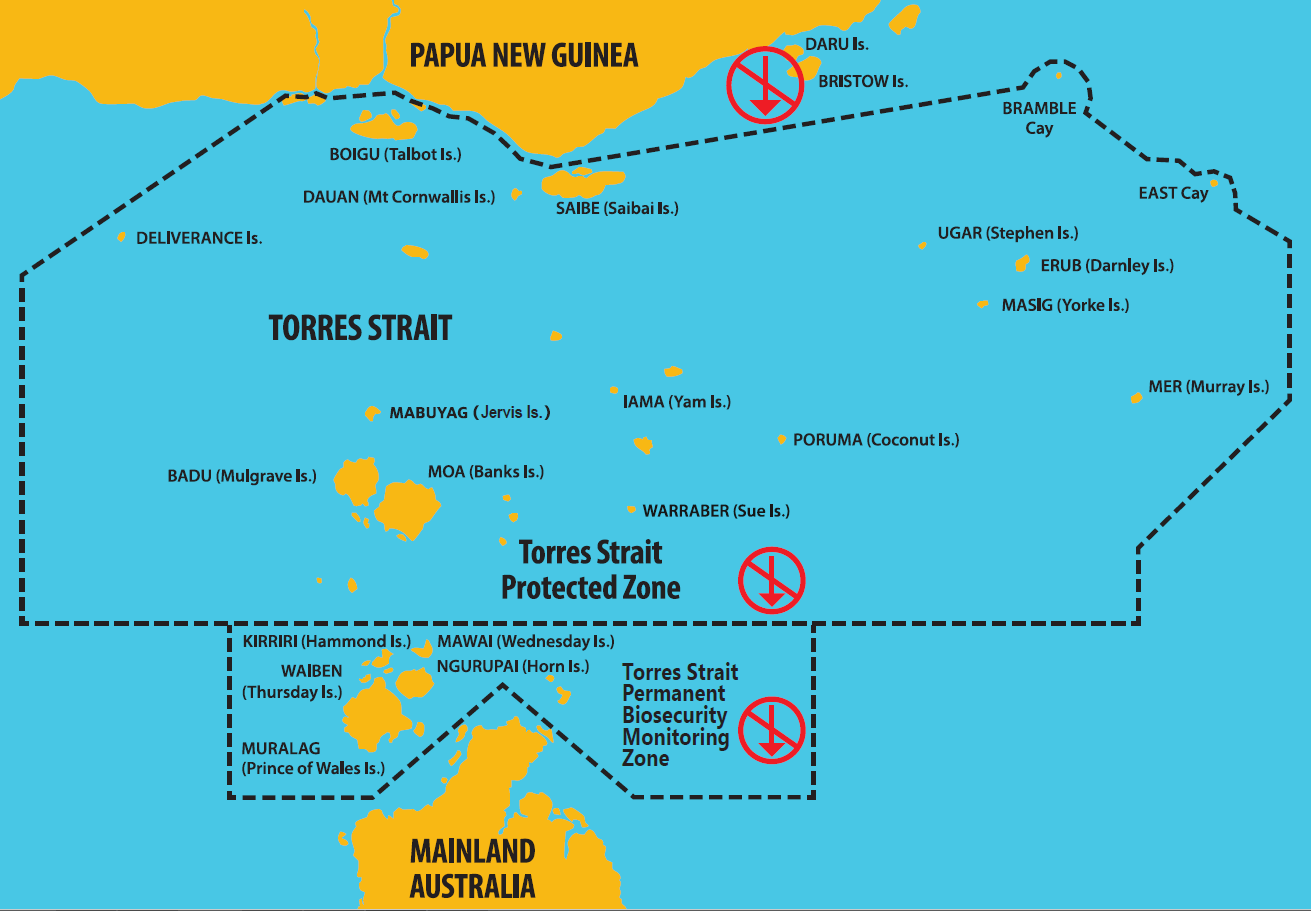 PAPUA NEW GUINEA
DARU Is.
BRISTOW Is.
BRAMBLE
Cay
BOIGU (Talbot Is.)
DAUAN (Mt Cornwallis Is.)
SAIBE (Saibai Is.)
EAST Cay
DELIVERANCE Is.
UGAR (Stephen Is.)
ERUB (Darnley Is.)
MASIG (Yorke Is.)
TORRES STRAIT
MER (Murray Is.)
IAMA (Yam Is.)
MABUYAG (Jervis Is.)
PORUMA (Coconut Is.)
BADU (Mulgrave Is.)
MOA (Banks Is.)
WARRABER (Sue Is.)
Torres Strait
Protected Zone
KIRRIRI (Hammond Is.)
MAWAI (Wednesday Is.)
WAIBEN
(Thursday Is.)
NGURUPAI (Horn Is.)
Torres Strait
Permanent
Biosecurity
Monitoring
Zone
MURALAG
(Prince of Wales Is.)
MAINLAND
AUSTRALIA